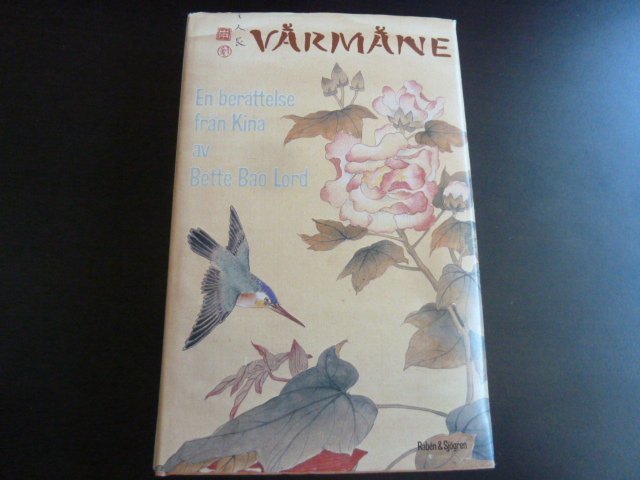 VÅRMÅNE
En berättelse
från Kina
av
Bette Bao Lord
Rabén & Sjögren